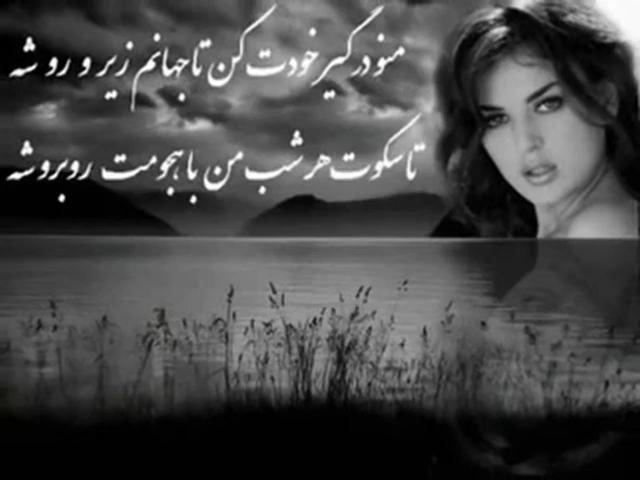 منو درگیر خودت کن تا جهانم زیر و رو شه
تا سکوت هر شب من با هجومت روبرو شه